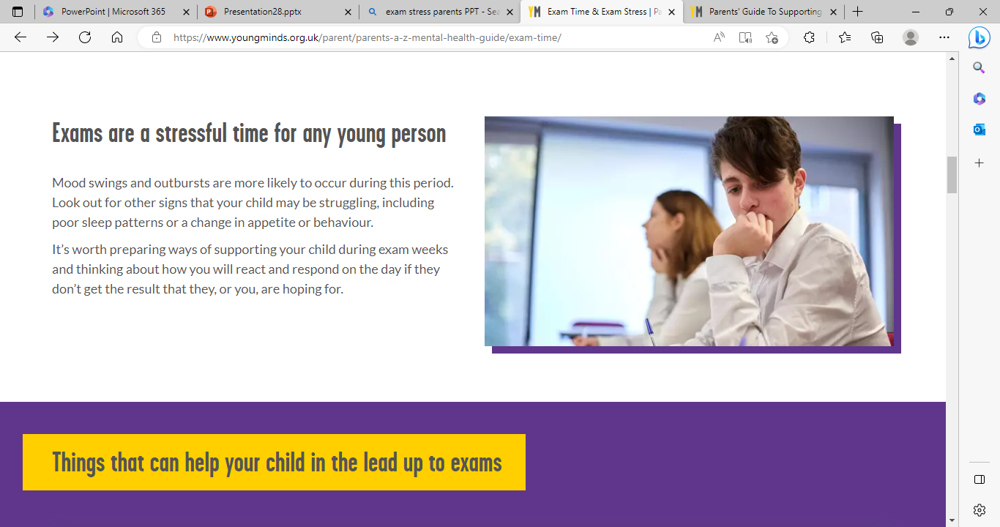 PowerPoint | Microsoft 365
Presentation28.pptx
exam stress parents PPT - Sea
YM
Exam Time & Exam Stress | Pa
YM
Parents' Guide To Supporting
https://www.youngminds.org.uk/parent/parents-a-z-mental-health-guide/exam-time/
Exams are a stressful time for any young person
Mood swings and outbursts are more likely to occur during this period.
Look out for other signs that your child may be struggling, including
poor sleep patterns or a change in appetite or behaviour.
It’s worth preparing ways of supporting your child during exam weeks
and thinking about how you will react and respond on the day if they
don’t get the result that they, or you, are hoping for.
Things that can help your child in the lead up to exams